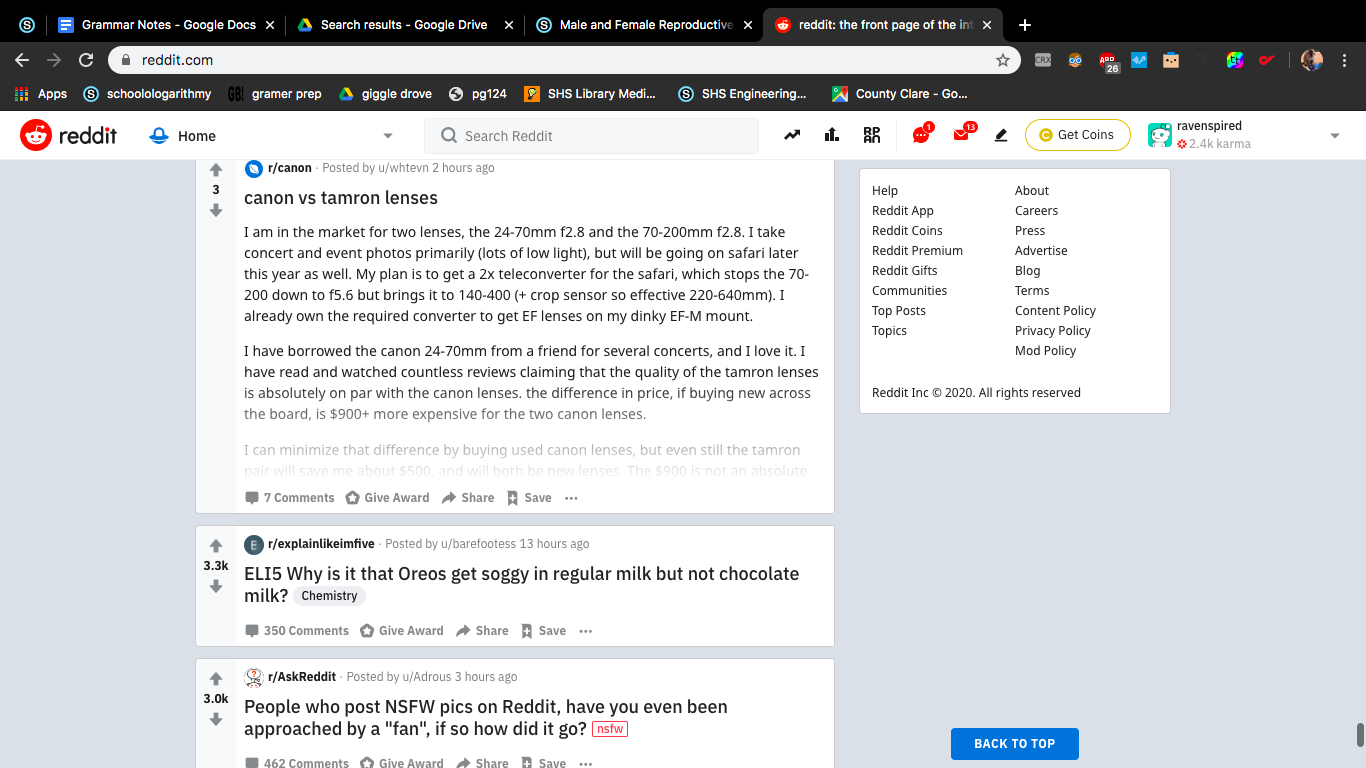 Grammar Notes - Google Docs
Search results - Google Drive
Male and Female Reproductive
reddit: the front page of the int
reddit.com
CRX
ABP
26
Apps
schoolologarithmy
GB!
gramer prep
giggle drove
pg124
SHS Library Medi...
SHS Engineering...
County Clare - Go...
reddit
Home
Search Reddit
1
13
Get Coins
ravenspired
2.4k karma
r/canon · Posted by u/whtevn 2 hours ago
3
canon vs tamron lenses
I am in the market for two lenses, the 24-70mm f2.8 and the 70-200mm f2.8. I take
concert and event photos primarily (lots of low light), but will be going on safari later
this year as well. My plan is to get a 2x teleconverter for the safari, which stops the 70-
200 down to f5.6 but brings it to 140-400 (+ crop sensor so effective 220-640mm). I
already own the required converter to get EF lenses on my dinky EF-M mount.
I have borrowed the canon 24-70mm from a friend for several concerts, and I love it. I
have read and watched countless reviews claiming that the quality of the tamron lenses
is absolutely on par with the canon lenses. the difference in price, if buying new across
the board, is $900+ more expensive for the two canon lenses.
I can minimize that difference by buying used canon lenses, but even still the tamron
pair will save me about $500, and will both be new lenses. The $900 is not an absolute
7 Comments Give Award Share Save ...
r/explainlikeimfive · Posted by u/barefootess 13 hours ago
3.3k
ELI5 Why is it that Oreos get soggy in regular milk but not chocolate
milk? Chemistry
350 Comments Give Award Share Save ...
r/AskReddit · Posted by u/Adrous 3 hours ago
3.0k
People who post NSFW pics on Reddit, have you even been
approached by a "fan", if so how did it go? nsfw
462 Comments Give Award Share Save ...
Help
Reddit App
Reddit Coins
Reddit Premium
Reddit Gifts
Communities
Top Posts
Topics
About
Careers
Press
Advertise
Blog
Terms
Content Policy
Privacy Policy
Mod Policy
Reddit Inc © 2020. All rights reserved
BACK TO TOP